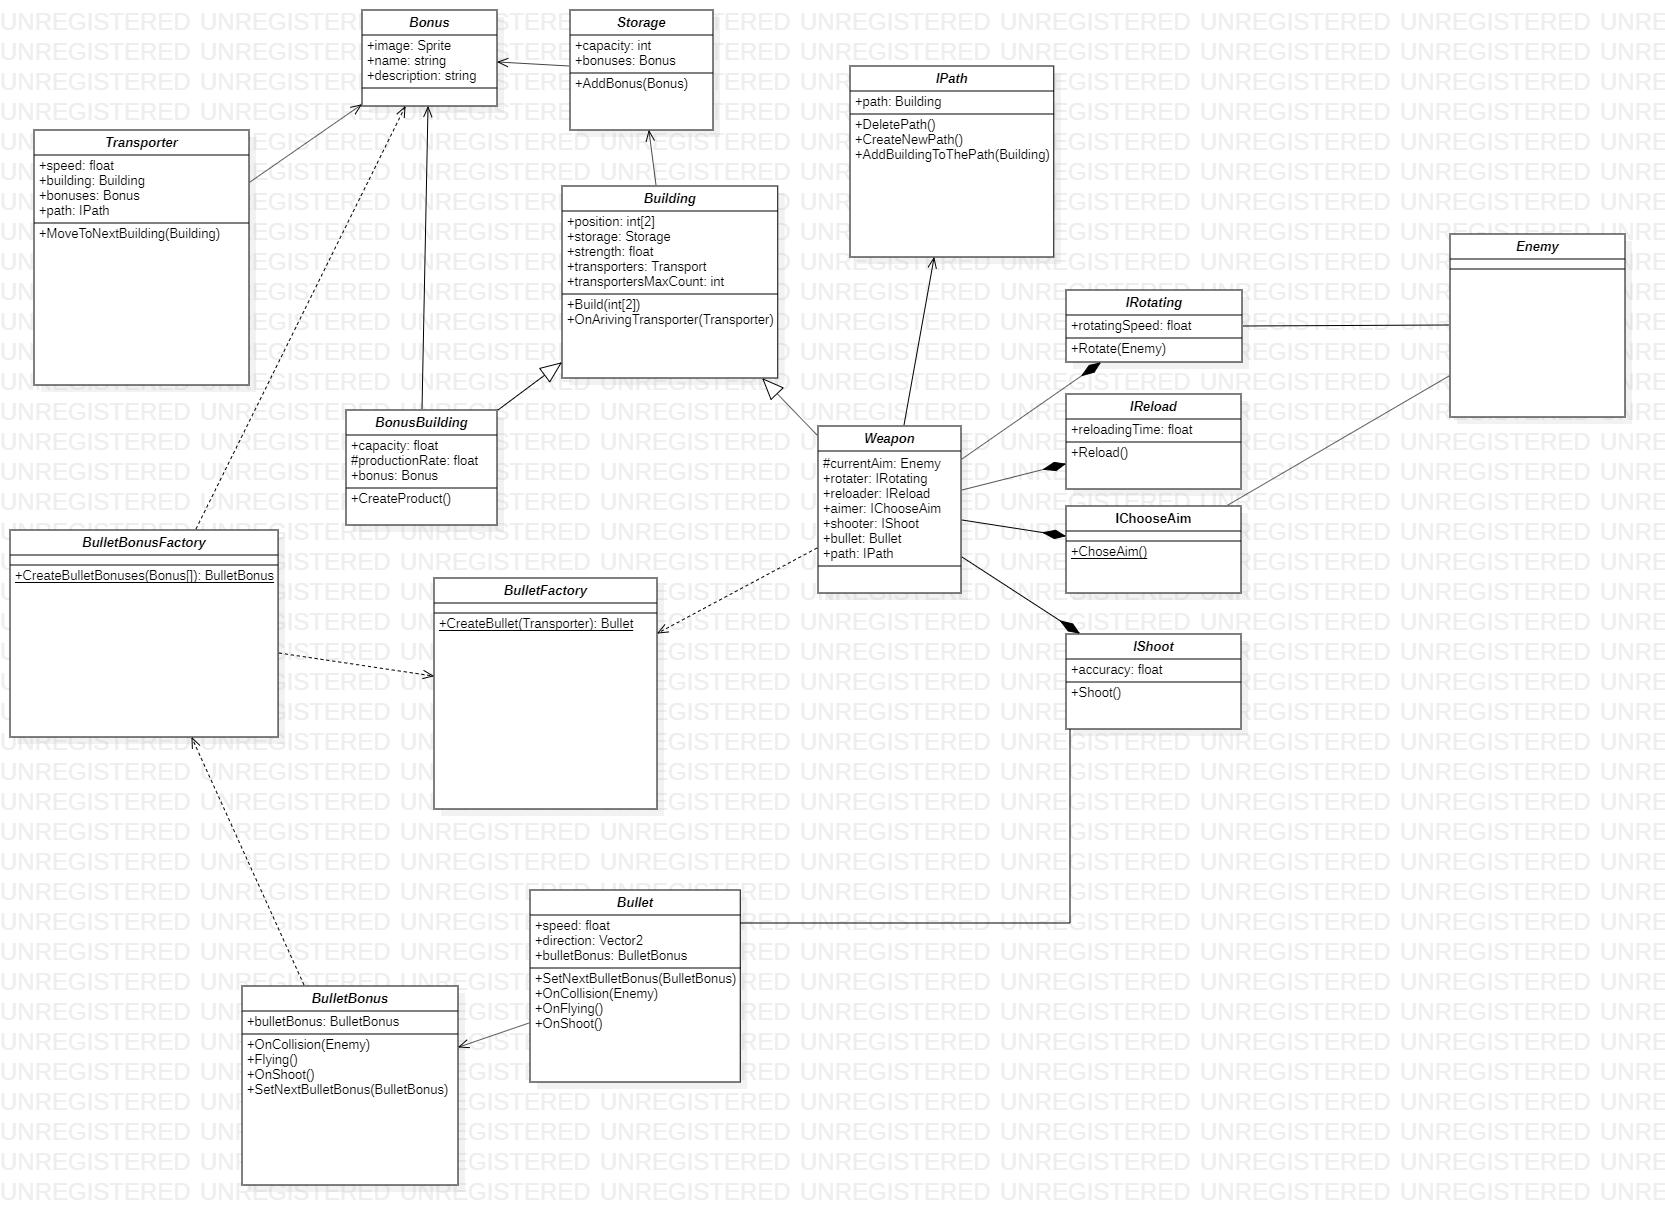 Bonus
+image: Sprite
+name: string
+description: string
Storage
+capacity: int
+bonuses: Bonus
+AddBonus(Bonus)
IPath
+path: Building
+DeletePath()
+CreateNewPath()
+AddBuildingToThePath(Building)
Transporter
+speed: float
+building: Building
+bonuses: Bonus
+path: IPath
+MoveToNextBuilding(Building)
Building
+position: int[2]
+storage: Storage
+strength: float
+transporters: Transport
+transportersMaxCount: int
+Build(int[2])
+OnArivingTransporter(Transporter)
Enemy
IRotating
+rotatingSpeed: float
+Rotate(Enemy)
IReload
+reloadingTime: float
+Reload()
BonusBuilding
+capacity: float
#productionRate: float
+bonus: Bonus
+CreateProduct()
Weapon
#currentAim: Enemy
+rotater: IRotating
+reloader: IReload
+aimer: IChooseAim
+shooter: IShoot
+bullet: Bullet
+path: IPath
IChooseAim
+ChoseAim()
BulletBonusFactory
+CreateBulletBonuses(Bonus[]): BulletBonus
BulletFactory
+CreateBullet(Transporter): Bullet
IShoot
+accuracy: float
+Shoot()
Bullet
+speed: float
+direction: Vector2
+bulletBonus: BulletBonus
+SetNextBulletBonus(BulletBonus)
+OnCollision(Enemy)
+OnFlying()
+OnShoot()
BulletBonus
+bulletBonus: BulletBonus
+OnCollision(Enemy)
+Flying()
+OnShoot()
+SetNextBulletBonus(BulletBonus)
UNREGISTERED